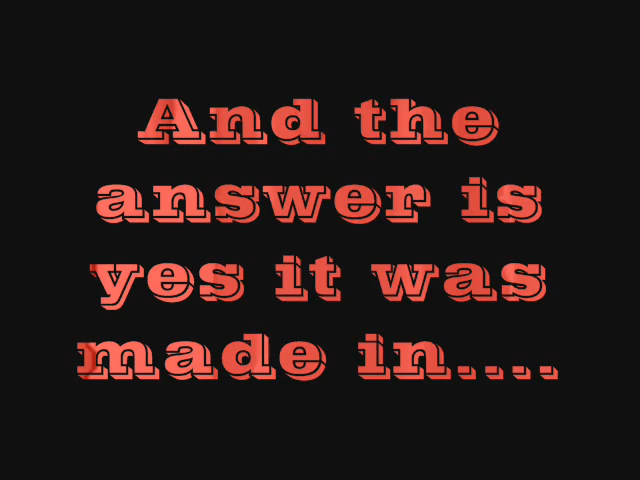 And the
answer is
yes it was
made in....